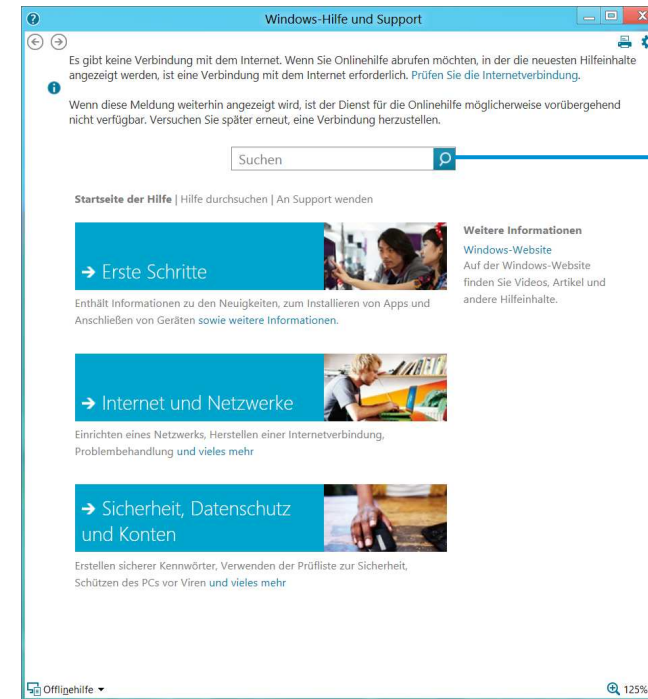 Windows-Hilfe und Support
Es gibt keine Verbindung mit dem Internet. Wenn Sie Onlinehilfe abrufen möchten, in der die neuesten Hilfeinhalte
angezeigt werden, ist eine Verbindung mit dem Internet erforderlich. Prüfen Sie die Internetverbindung.
Wenn diese Meldung weiterhin angezeigt wird, ist der Dienst für die Onlinehilfe möglicherweise vorübergehend
nicht verfügbar. Versuchen Sie später erneut, eine Verbindung herzustellen.
Suchen
Startseite der Hilfe | Hilfe durchsuchen | An Support wenden
→ Erste Schritte
Enthält Informationen zu den Neuigkeiten, zum Installieren von Apps und
Anschließen von Geräten sowie weitere Informationen.
→ Internet und Netzwerke
Einrichten eines Netzwerks, Herstellen einer Internetverbindung,
Problembehandlung und vieles mehr
→ Sicherheit, Datenschutz
und Konten
Erstellen sicherer Kennwörter, Verwenden der Prüfliste zur Sicherheit,
Schützen des PCs vor Viren und vieles mehr
Weitere Informationen
Windows-Website
Auf der Windows-Website
finden Sie Videos, Artikel und
andere Hilfeinhalte.
Offlinehilfe
125%